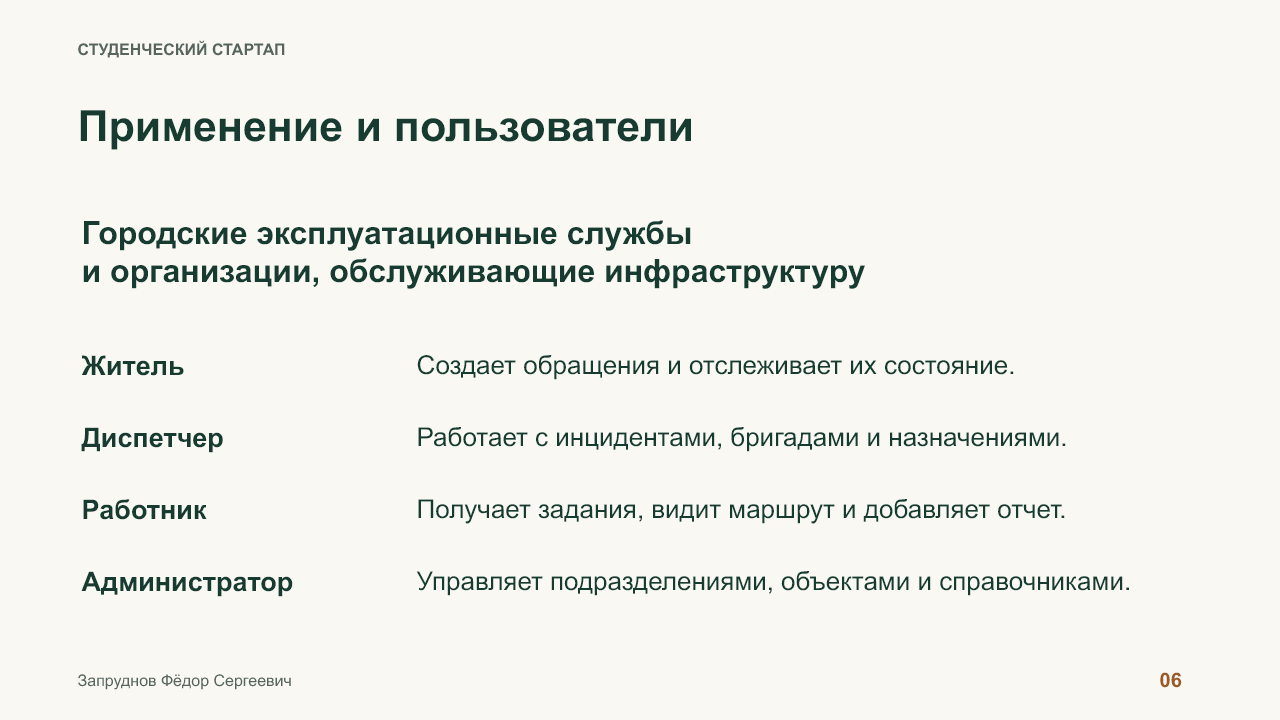 СТУДЕНЧЕСКИЙ СТАРТАП
Применение и пользователи
Городские эксплуатационные службы
и организации, обслуживающие инфраструктуру
Житель Создает обращения и отслеживает их состояние.
Диспетчер Работает с инцидентами, бригадами и назначениями.
Работник Получает задания, видит маршрут и добавляет отчет.
Администратор Управляет подразделениями, объектами и справочниками.
Запруднов Фёдор Сергеевич 06